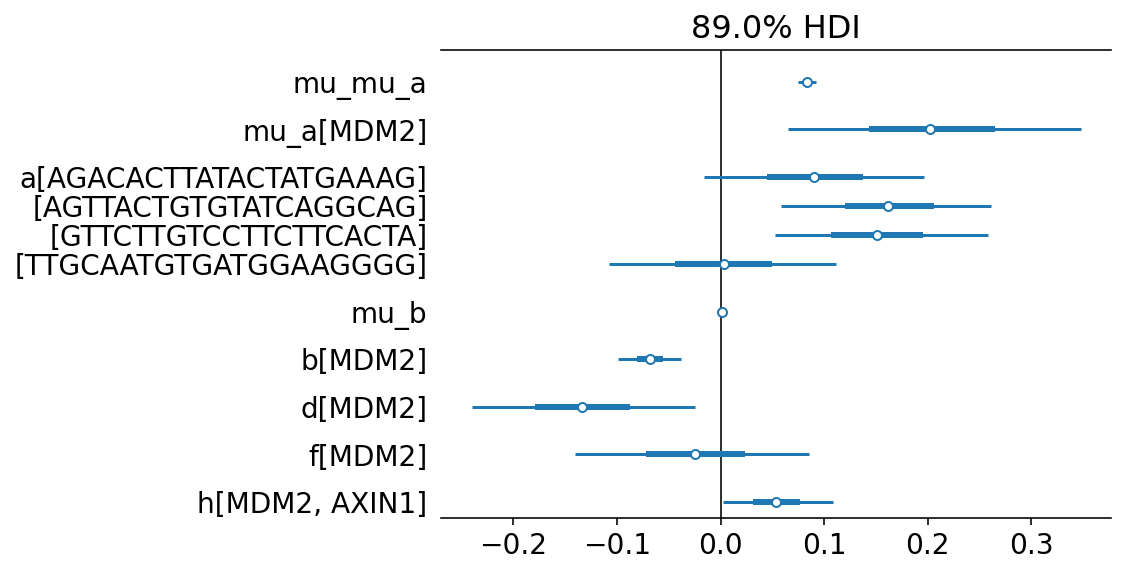 89.0% HDI
mu_mu_a
mu_a[MDM2]
a[AGACACTTATACTATGAAAG]
[AGTTACTGTGTATCAGGCAG]
[GTTCTTGTCCTTCTTCACTA]
[TTGCAATGTGATGGAAGGGG]
mu_b
b[MDM2]
d[MDM2]
f[MDM2]
h[MDM2, AXIN1]
−0.2 −0.1 0.0 0.1 0.2 0.3